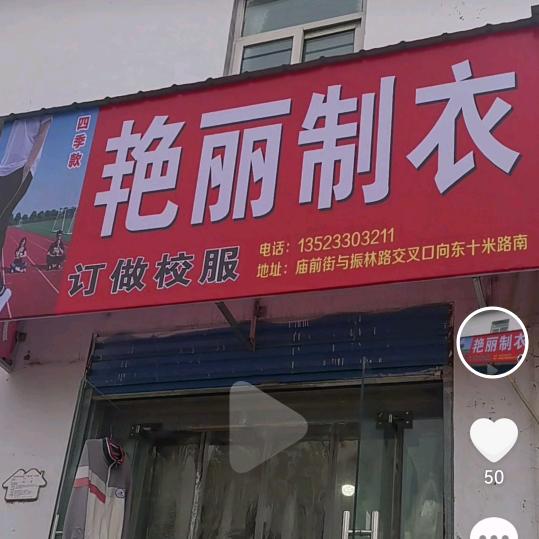 四季款
艳丽制衣
订做校服
电话：13523303211
地址：庙前街与振林路交叉口向东十米路南
艳丽制衣
50